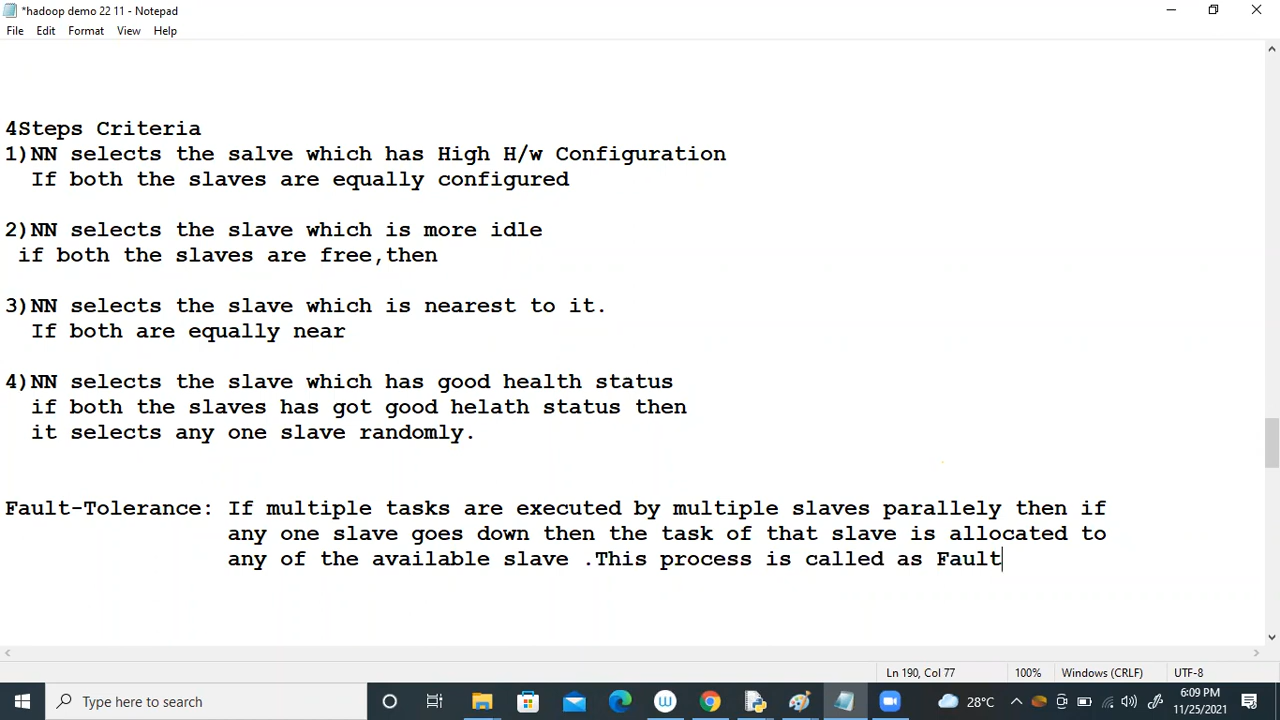 *hadoop demo 22 11 - Notepad
File Edit Format View Help
4Steps Criteria
1)NN selects the salve which has High H/w Configuration
If both the slaves are equally configured
2)NN selects the slave which is more idle
if both the slaves are free,then
3)NN selects the slave which is nearest to it.
If both are equally near
4)NN selects the slave which has good health status
if both the slaves has got good helath status then
it selects any one slave randomly.
Fault-Tolerance: If multiple tasks are executed by multiple slaves parallely then if
any one slave goes down then the task of that slave is allocated to
any of the available slave .This process is called as Fault
Ln 190, Col 77 100% Windows (CRLF) UTF-8
Type here to search 28°C 6:09 PM
11/25/2021